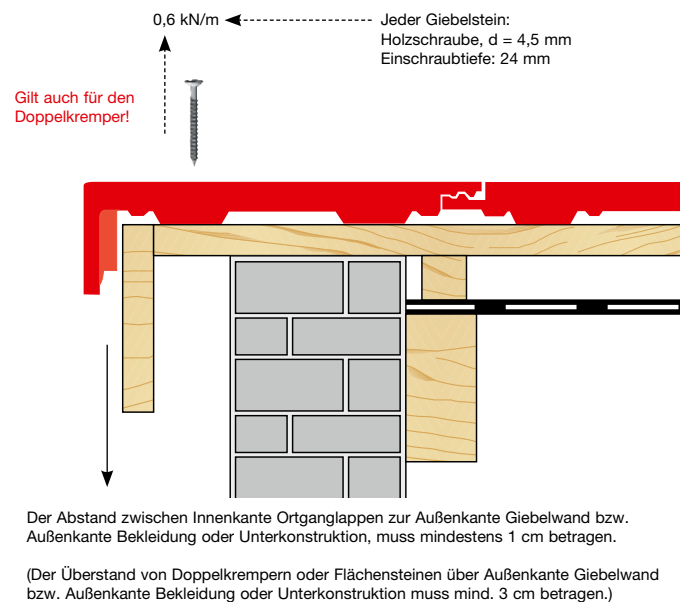 0,6 kN/m
Jeder Giebelstein:
Holzschraube, d = 4,5 mm
Einschraubtiefe: 24 mm
Gilt auch für den
Doppelkremper!
Der Abstand zwischen Innenkante Ortganglappen zur Außenkante Giebelwand bzw.
Außenkante Bekleidung oder Unterkonstruktion, muss mindestens 1 cm betragen.
(Der Überstand von Doppelkrempern oder Flächensteinen über Außenkante Giebelwand
bzw. Außenkante Bekleidung oder Unterkonstruktion muss mind. 3 cm betragen.)